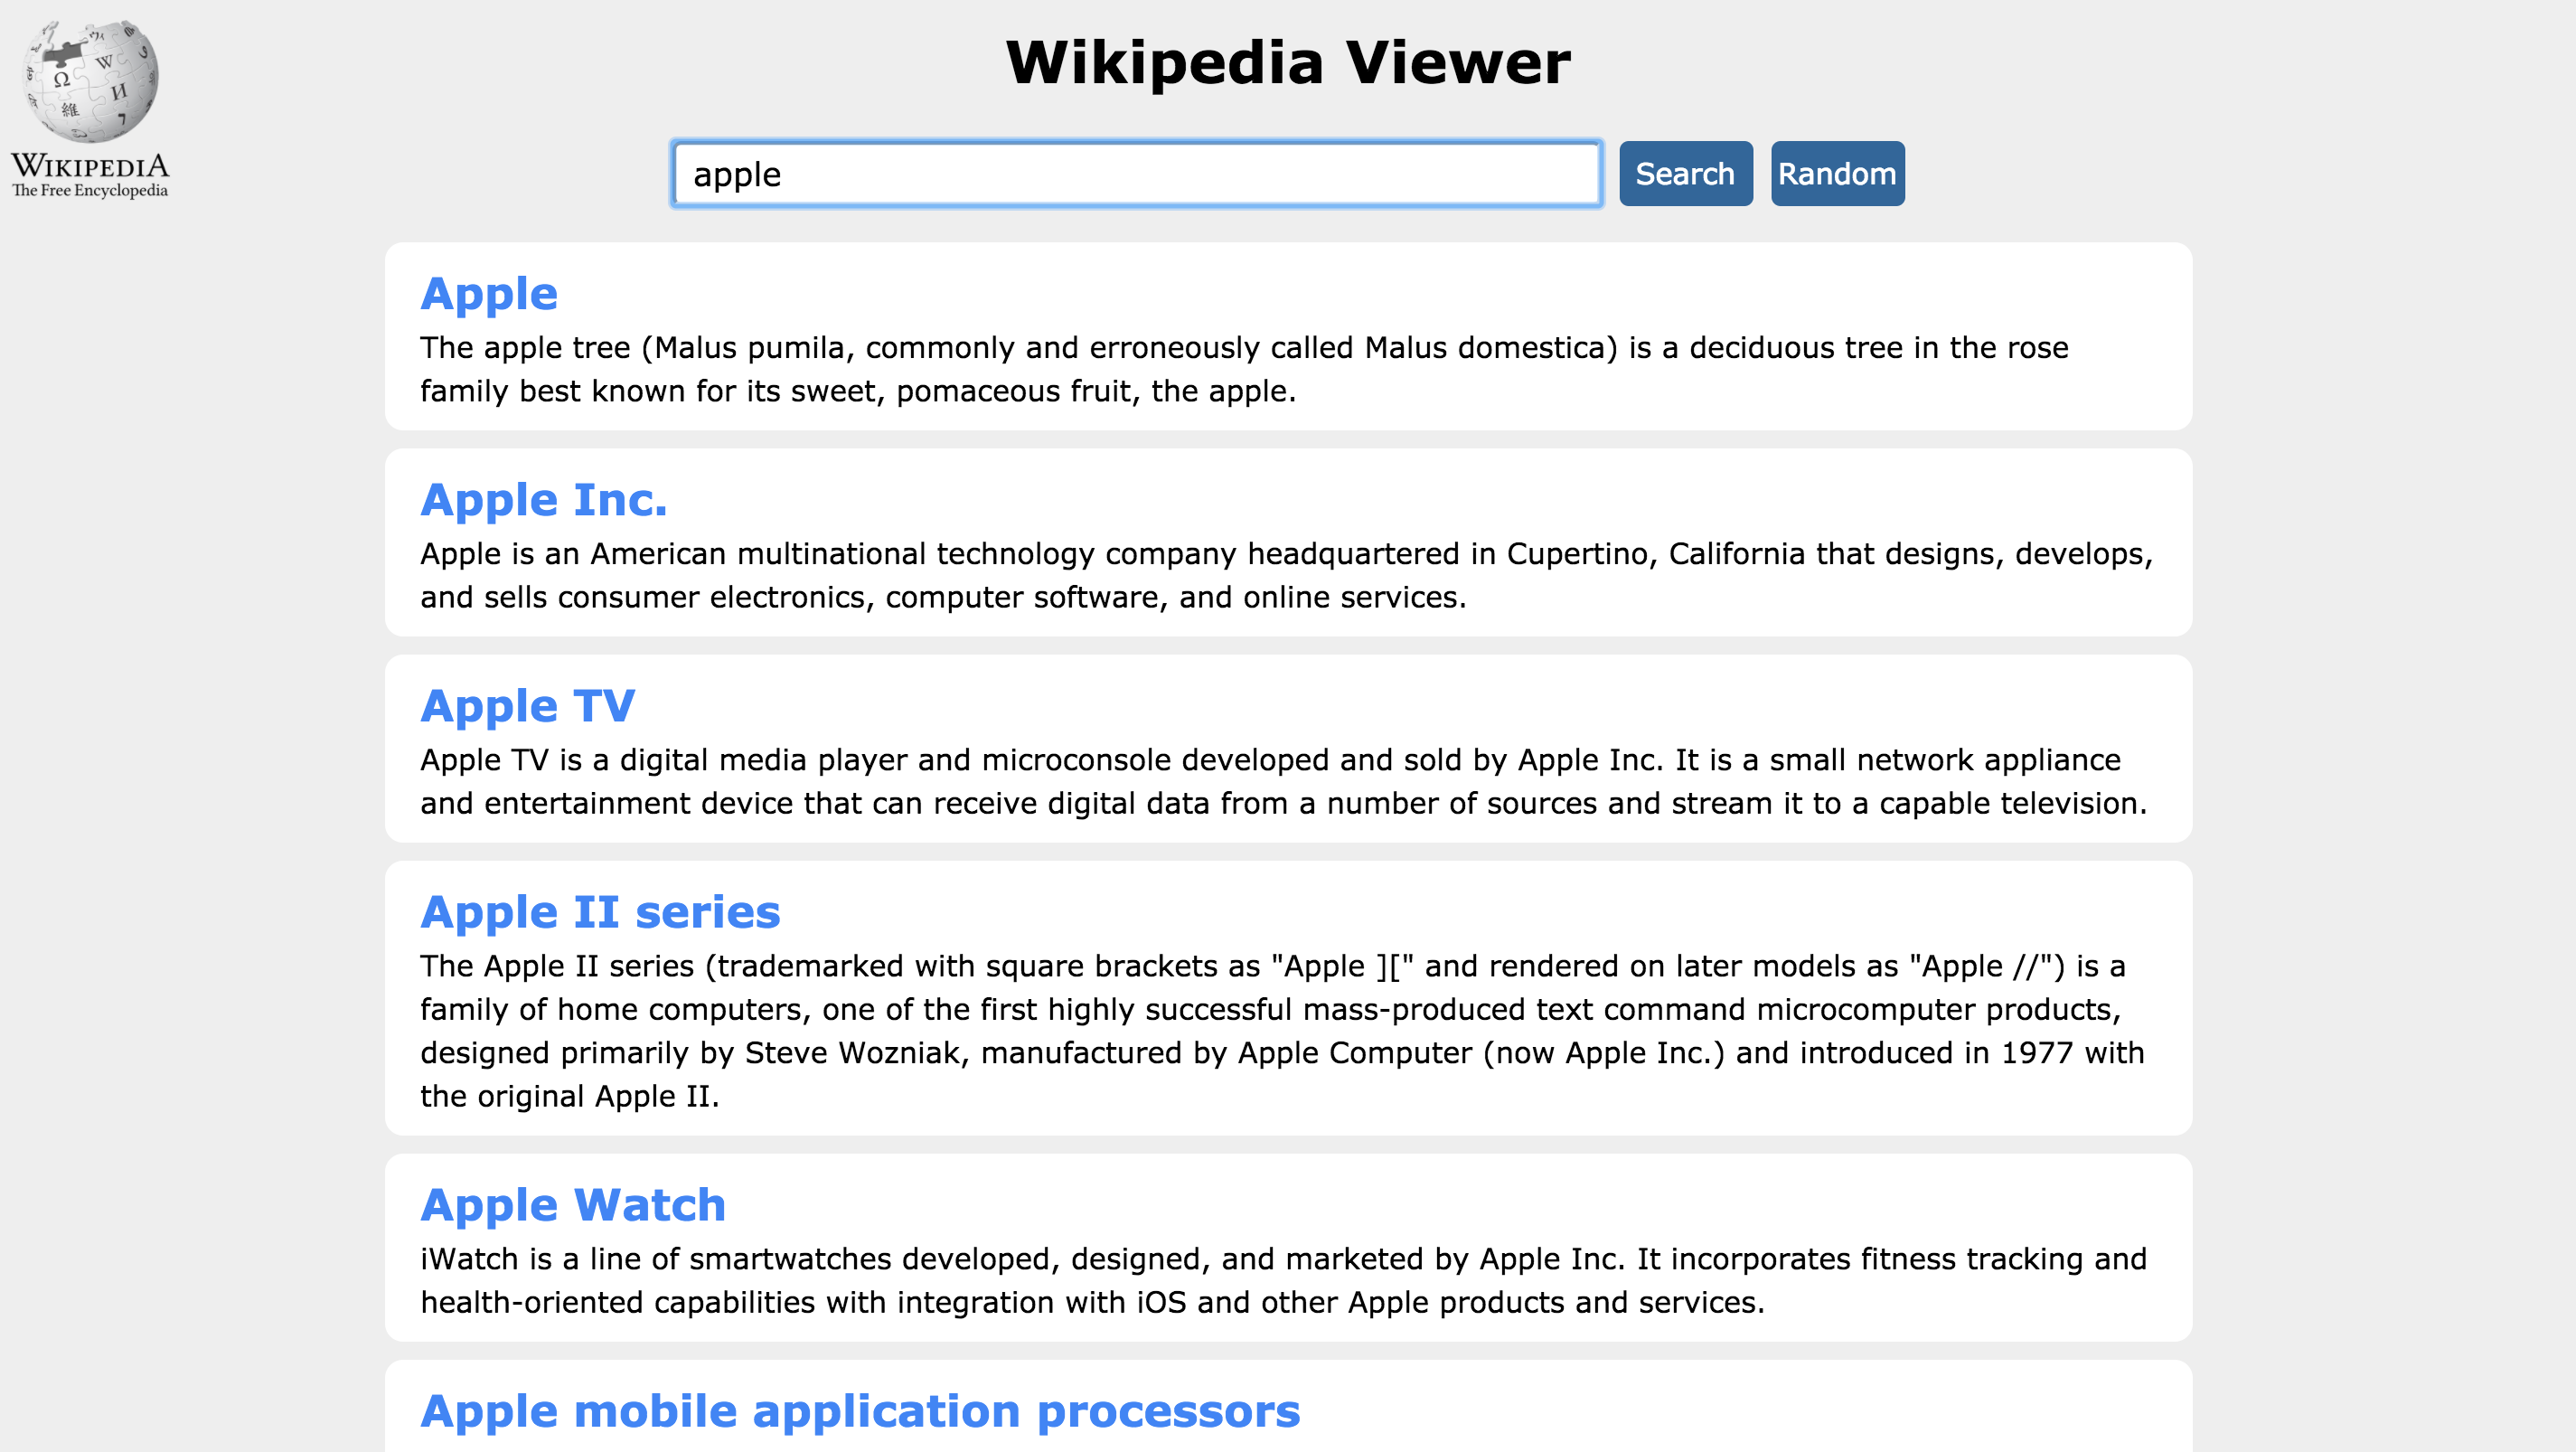 Wikipedia Viewer
WIKIPEDIA
The Free Encyclopedia
apple
Search
Random
Apple
The apple tree (Malus pumila, commonly and erroneously called Malus domestica) is a deciduous tree in the rose
family best known for its sweet, pomaceous fruit, the apple.
Apple Inc.
Apple is an American multinational technology company headquartered in Cupertino, California that designs, develops,
and sells consumer electronics, computer software, and online services.
Apple TV
Apple TV is a digital media player and microconsole developed and sold by Apple Inc. It is a small network appliance
and entertainment device that can receive digital data from a number of sources and stream it to a capable television.
Apple II series
The Apple II series (trademarked with square brackets as "Apple ][" and rendered on later models as "Apple //") is a
family of home computers, one of the first highly successful mass-produced text command microcomputer products,
designed primarily by Steve Wozniak, manufactured by Apple Computer (now Apple Inc.) and introduced in 1977 with
the original Apple II.
Apple Watch
iWatch is a line of smartwatches developed, designed, and marketed by Apple Inc. It incorporates fitness tracking and
health-oriented capabilities with integration with iOS and other Apple products and services.
Apple mobile application processors